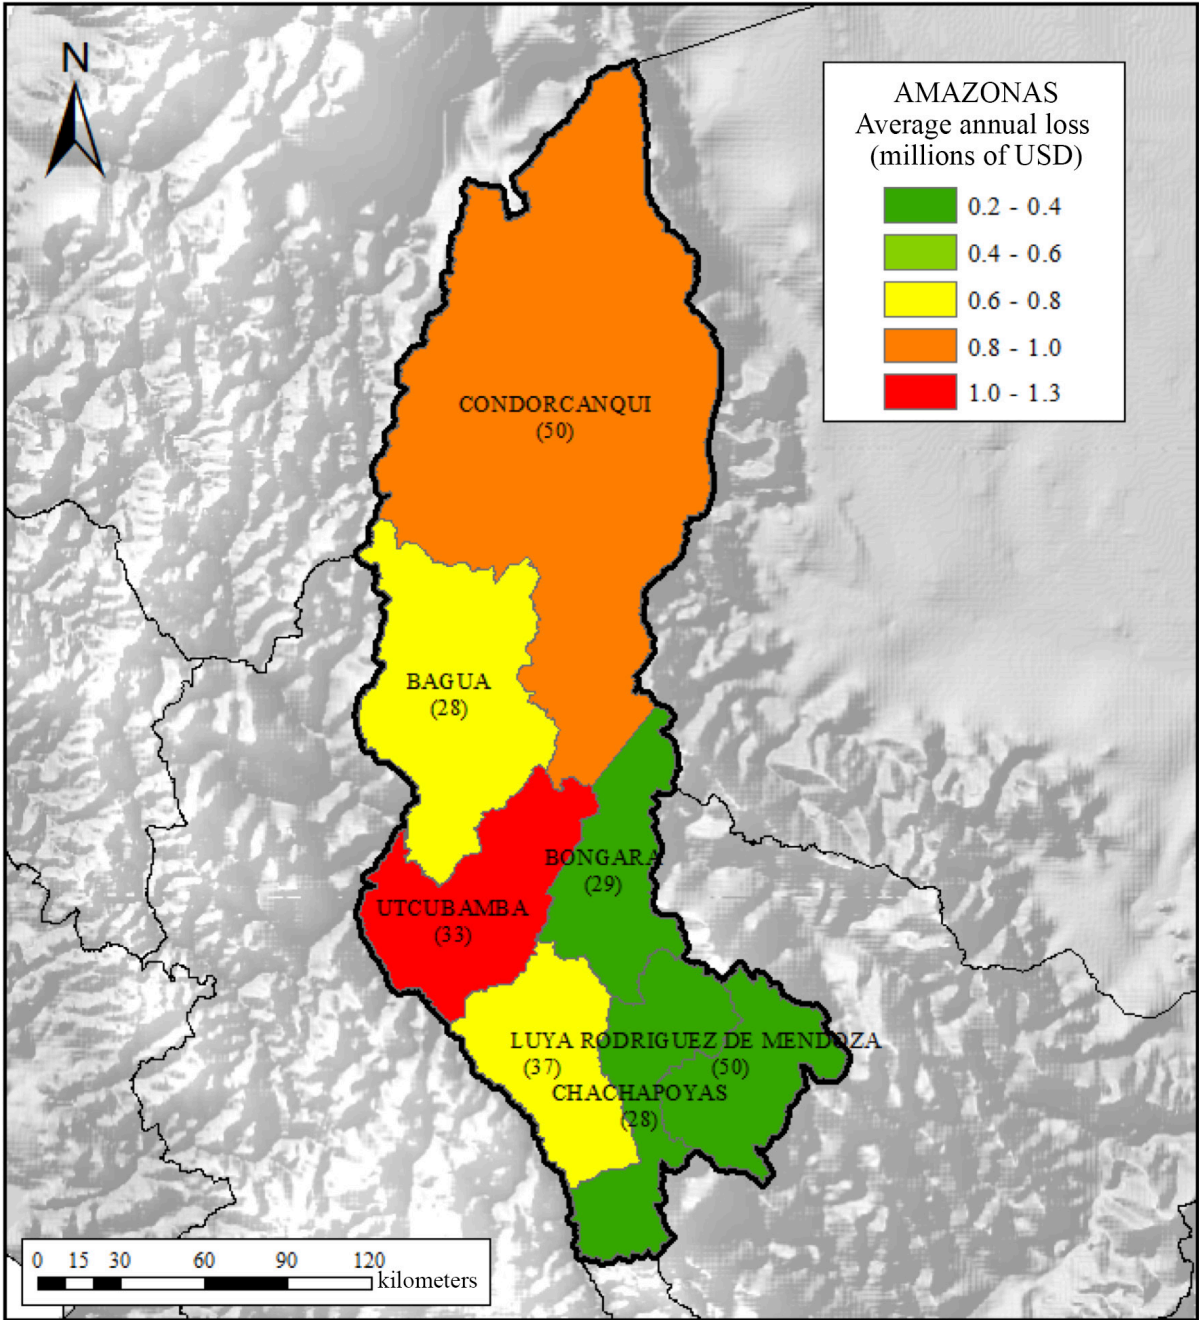 N
AMAZONAS
Average annual loss
(millions of USD)
0.2 - 0.4
0.4 - 0.6
0.6 - 0.8
0.8 - 1.0
1.0 - 1.3
CONDORCANQUI
(50)
BAGUA
(28)
BONGARA
(29)
UTCUBAMBA
(33)
LUYA
(37)
RODRIGUEZ DE MENDOZA
(50)
CHACHAPOYAS
(28)
0 15 30 60 90 120
kilometers